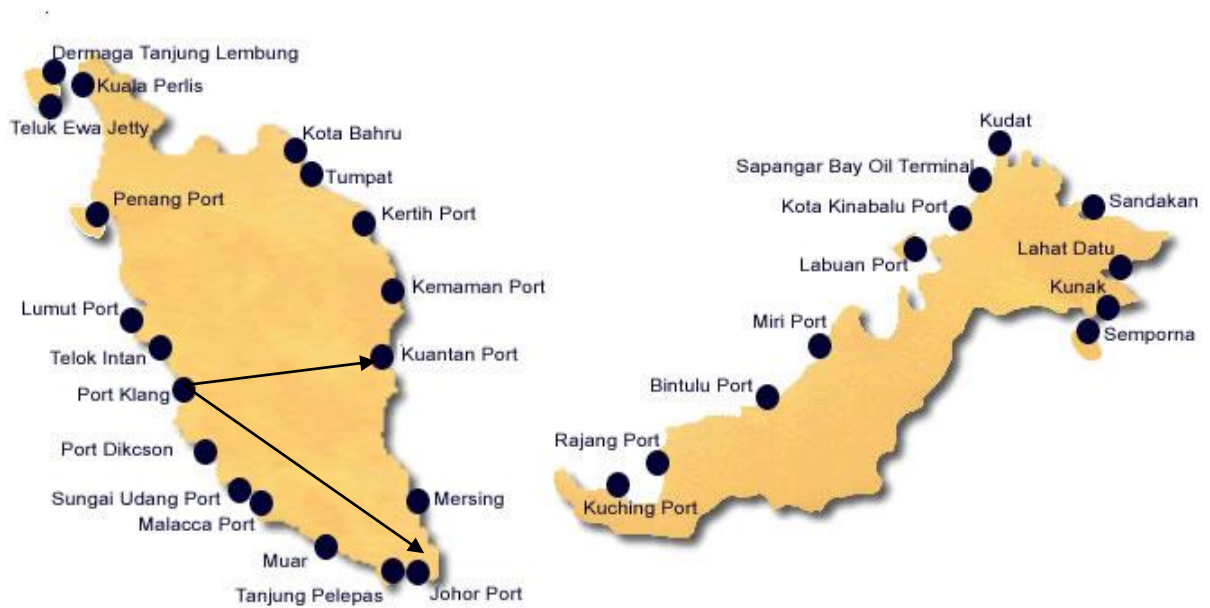 Dermaga Tanjung Lembung
Kuala Perlis
Teluk Ewa Jetty
Kota Bahru
Tumpat
Penang Port
Kertih Port
Kemaman Port
Lumut Port
Telok Intan
Kuantan Port
Port Klang
Port Dikcson
Sungai Udang Port
Mersing
Malacca Port
Muar
Tanjung Pelepas
Johor Port
Kudat
Sapangar Bay Oil Terminal
Kota Kinabalu Port
Sandakan
Labuan Port
Lahat Datu
Kunak
Miri Port
Semporna
Bintulu Port
Rajang Port
Kuching Port